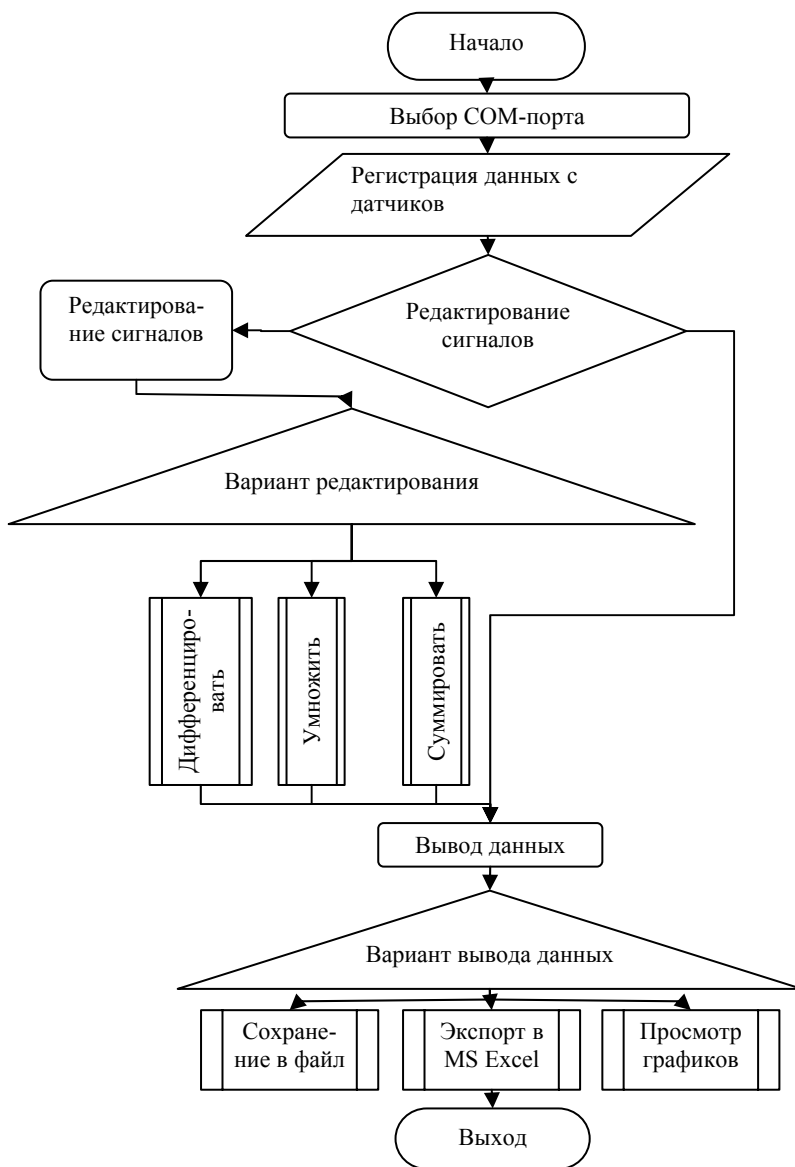 Начало
Выбор COM-порта
Регистрация данных с
датчиков
Редактирова-
ние сигналов
Редактирование
сигналов
Вариант редактирования
Дифференциро-
вать
Умножить
Суммировать
Вывод данных
Вариант вывода данных
Сохране-
ние в файл
Экспорт в
MS Excel
Просмотр
графиков
Выход